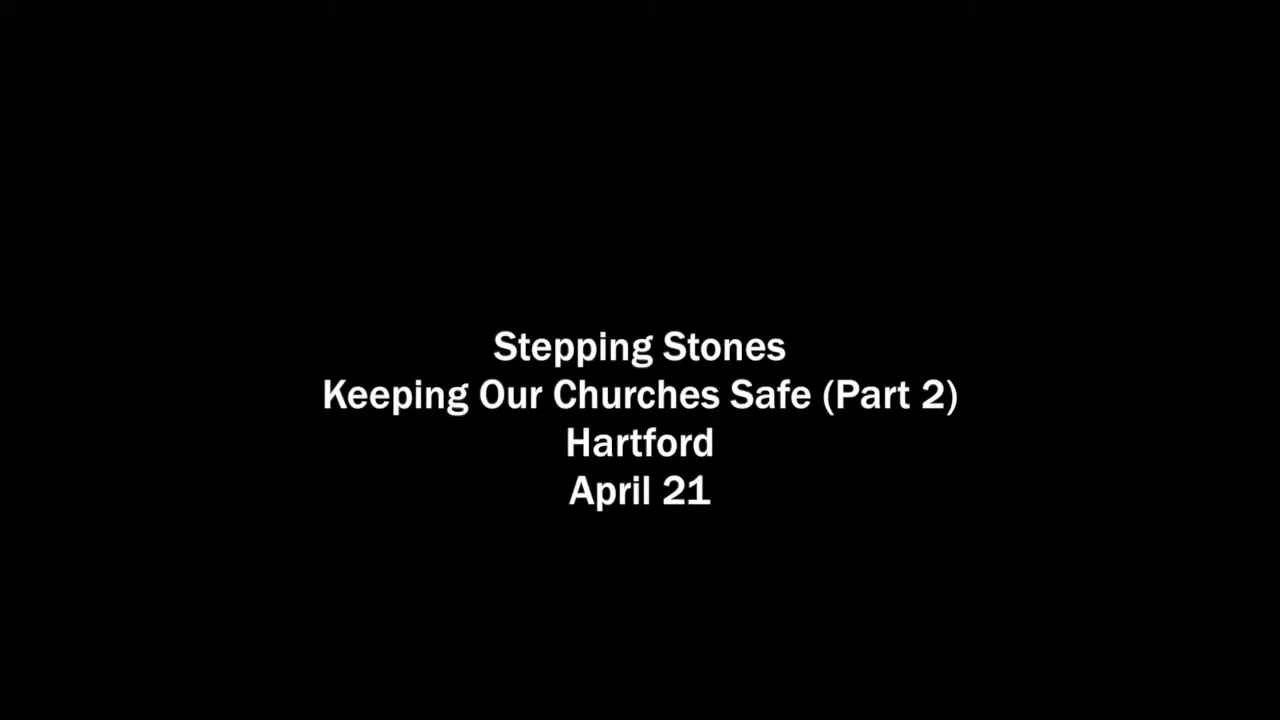 Stepping Stones
Keeping Our Churches Safe (Part 2)
Hartford
April 21